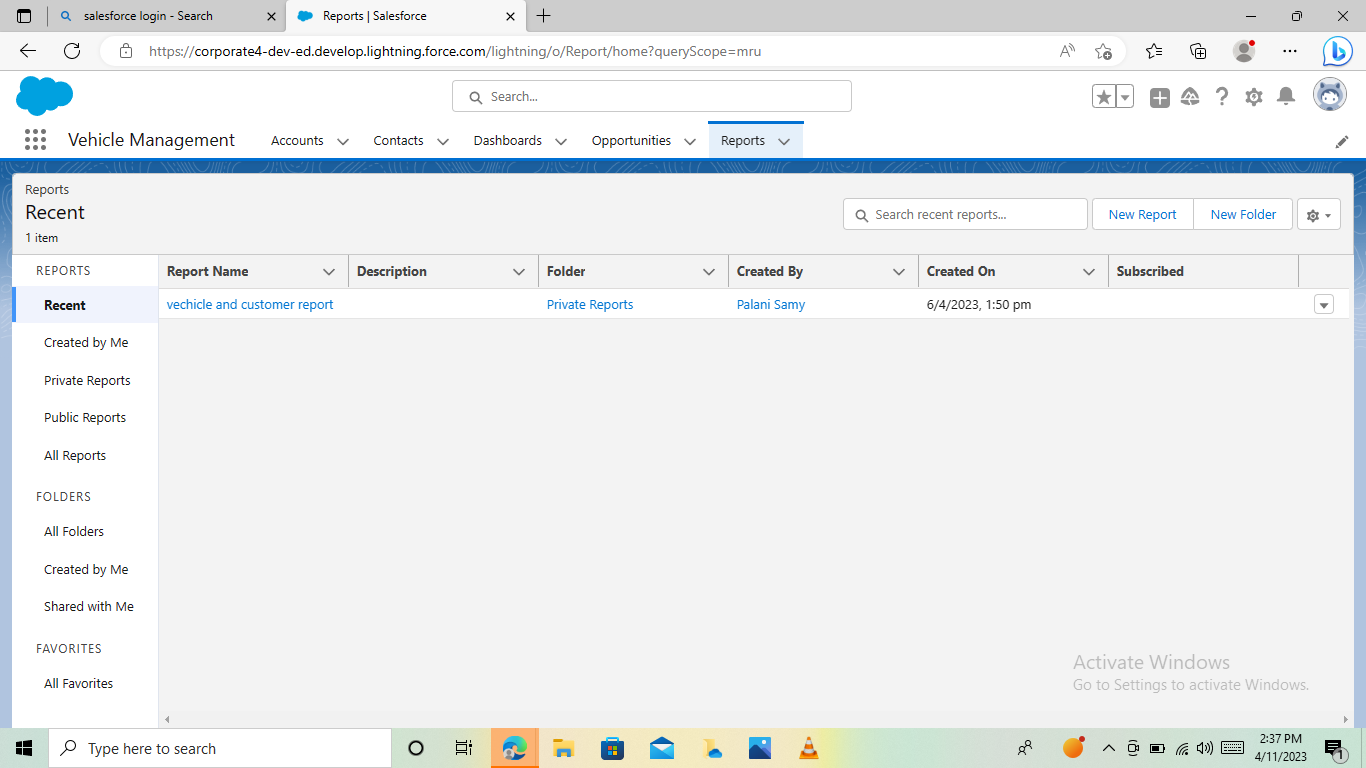 salesforce login - Search
Reports | Salesforce
https://corporate4-dev-ed.develop.lightning.force.com/lightning/o/Report/home?queryScope=mru
Search...
Vehicle Management
Accounts
Contacts
Dashboards
Opportunities
Reports
Reports
Recent
1 item
Search recent reports...
New Report
New Folder
REPORTS
Recent
Created by Me
Private Reports
Public Reports
All Reports
FOLDERS
All Folders
Created by Me
Shared with Me
FAVORITES
All Favorites
Report Name
Description
Folder
Created By
Created On
Subscribed
vechicle and customer report
Private Reports
Palani Samy
6/4/2023, 1:50 pm
Activate Windows
Go to Settings to activate Windows.
Type here to search
2:37 PM
4/11/2023
1